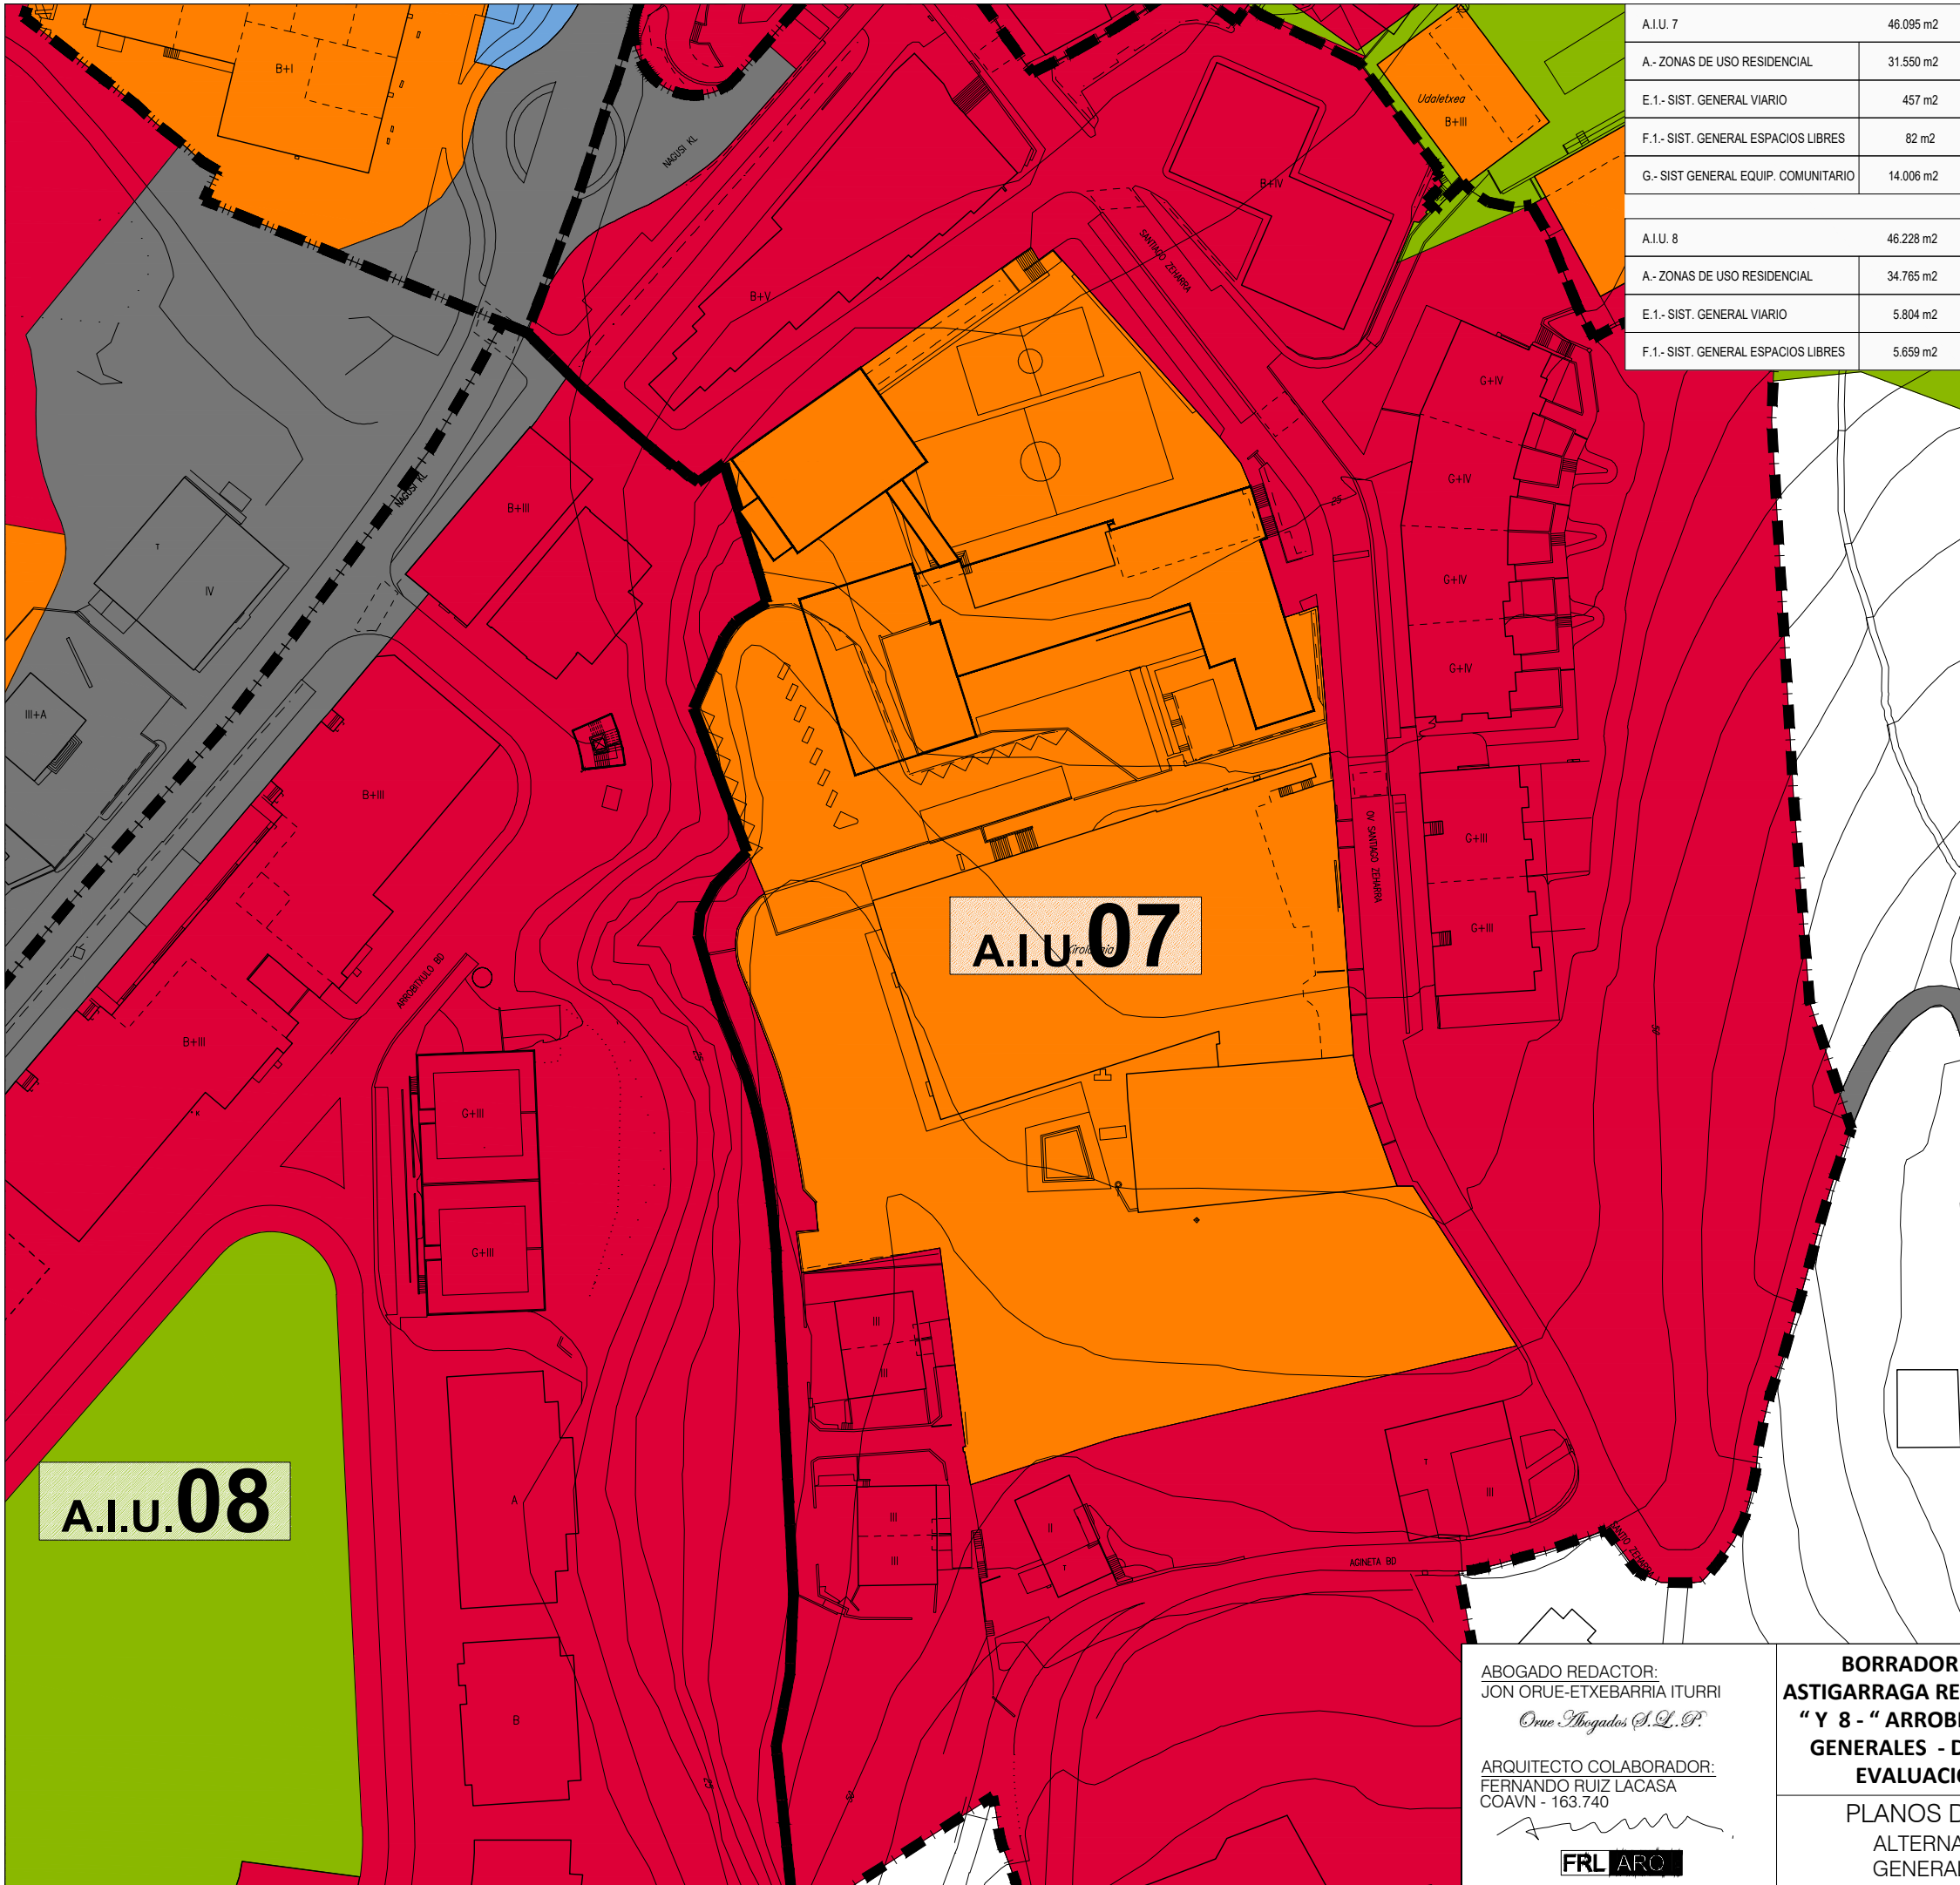 A.I.U. 7 46.095 m2
A.- ZONAS DE USO RESIDENCIAL 31.550 m2
E.1.- SIST. GENERAL VIARIO 457 m2
F.1.- SIST. GENERAL ESPACIOS LIBRES 82 m2
G.- SIST GENERAL EQUIP. COMUNITARIO 14.006 m2
A.I.U. 8 46.228 m2
A.- ZONAS DE USO RESIDENCIAL 34.765 m2
E.1.- SIST. GENERAL VIARIO 5.804 m2
F.1.- SIST. GENERAL ESPACIOS LIBRES 5.659 m2
B+I
Udaletxea
B+III
NAGUSI KL
B+IV
SANTIAGO ZEHARRA
B+V
G+IV
G+IV
NAGUSI KL
B+III
T
IV
G+IV
G+IV
III+A
B+III
G+III
OV SANTIAGO ZEHARRA
G+III
A.I.U.07
ARROBITXULO BD
B+III
G+III
G+III
III
III
A.I.U.08
A
III
III
II
T
T
III
AGINETA BD
B
ABOGADO REDACTOR:
JON ORUE-ETXEBARRIA ITURRI
Orue Abogados S.L.P.
ARQUITECTO COLABORADOR:
FERNANDO RUIZ LACASA
COAVN - 163.740
FRL ARQ
BORRADOR
ASTIGARRAGA RE
“ Y 8 - “ ARROBI
GENERALES - D
EVALUACI
PLANOS D
ALTERNA
GENERAL